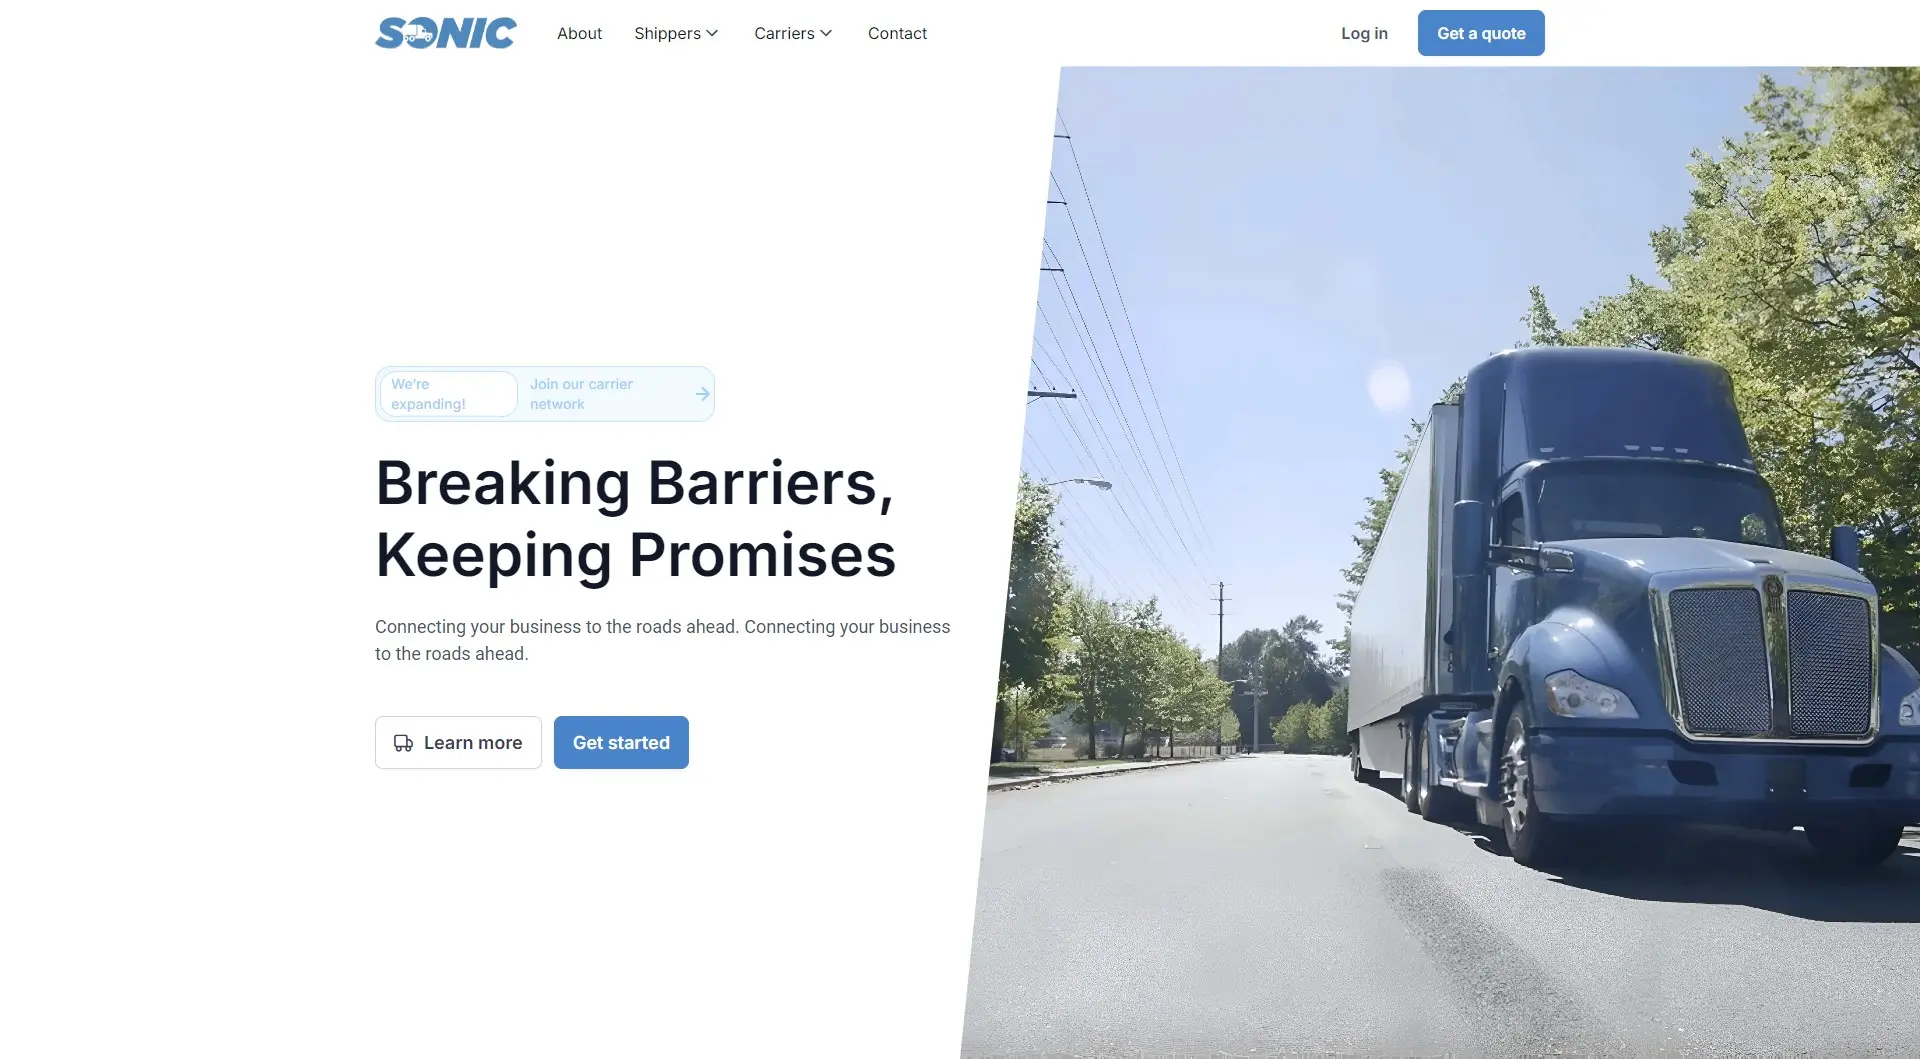 SONIC
About
Shippers
Carriers
Contact
Log in
Get a quote
We're
expanding!
Join our carrier
network
Breaking Barriers,
Keeping Promises
Connecting your business to the roads ahead. Connecting your business
to the roads ahead.
Learn more
Get started